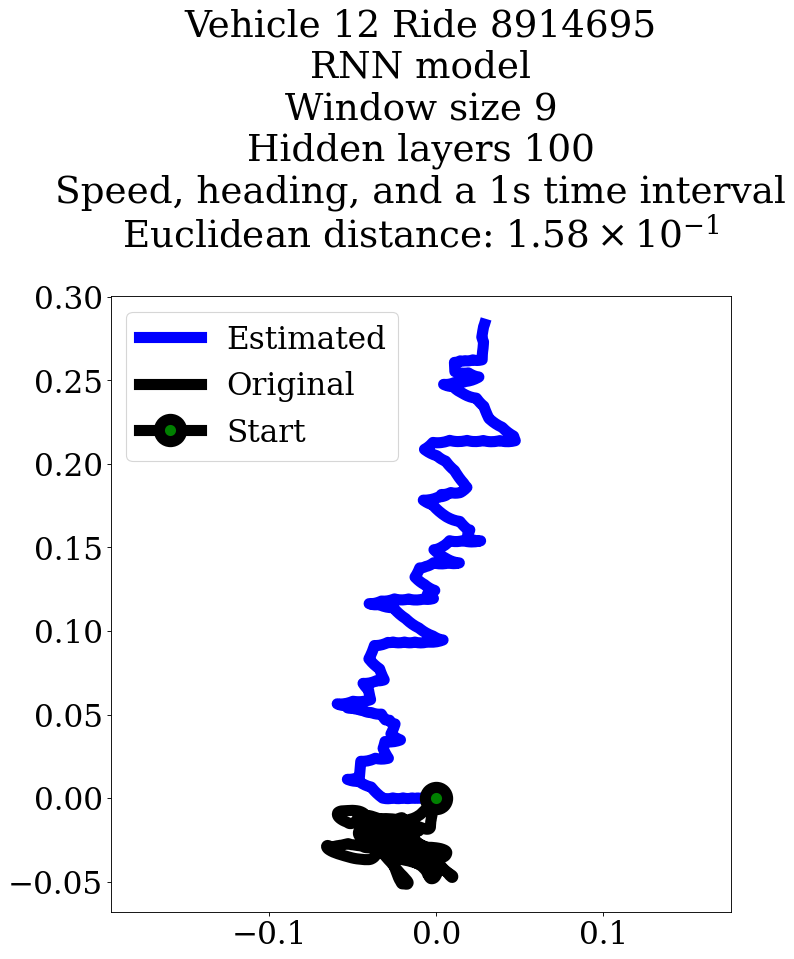 Vehicle 12 Ride 8914695
RNN model
Window size 9
Hidden layers 100
Speed, heading, and a 1s time interval
Euclidean distance: 1.58 × 10⁻¹
Estimated
Original
Start
0.30
0.25
0.20
0.15
0.10
0.05
0.00
−0.05
−0.1
0.0
0.1